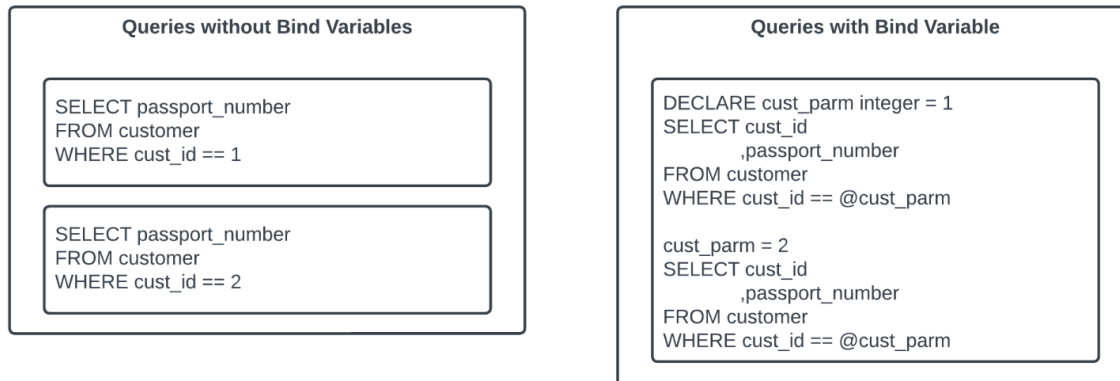 Queries without Bind Variables
SELECT passport_number
FROM customer
WHERE cust_id == 1
SELECT passport_number
FROM customer
WHERE cust_id == 2
Queries with Bind Variable
DECLARE cust_parm integer = 1
SELECT cust_id
,passport_number
FROM customer
WHERE cust_id == @cust_parm
cust_parm = 2
SELECT cust_id
,passport_number
FROM customer
WHERE cust_id == @cust_parm